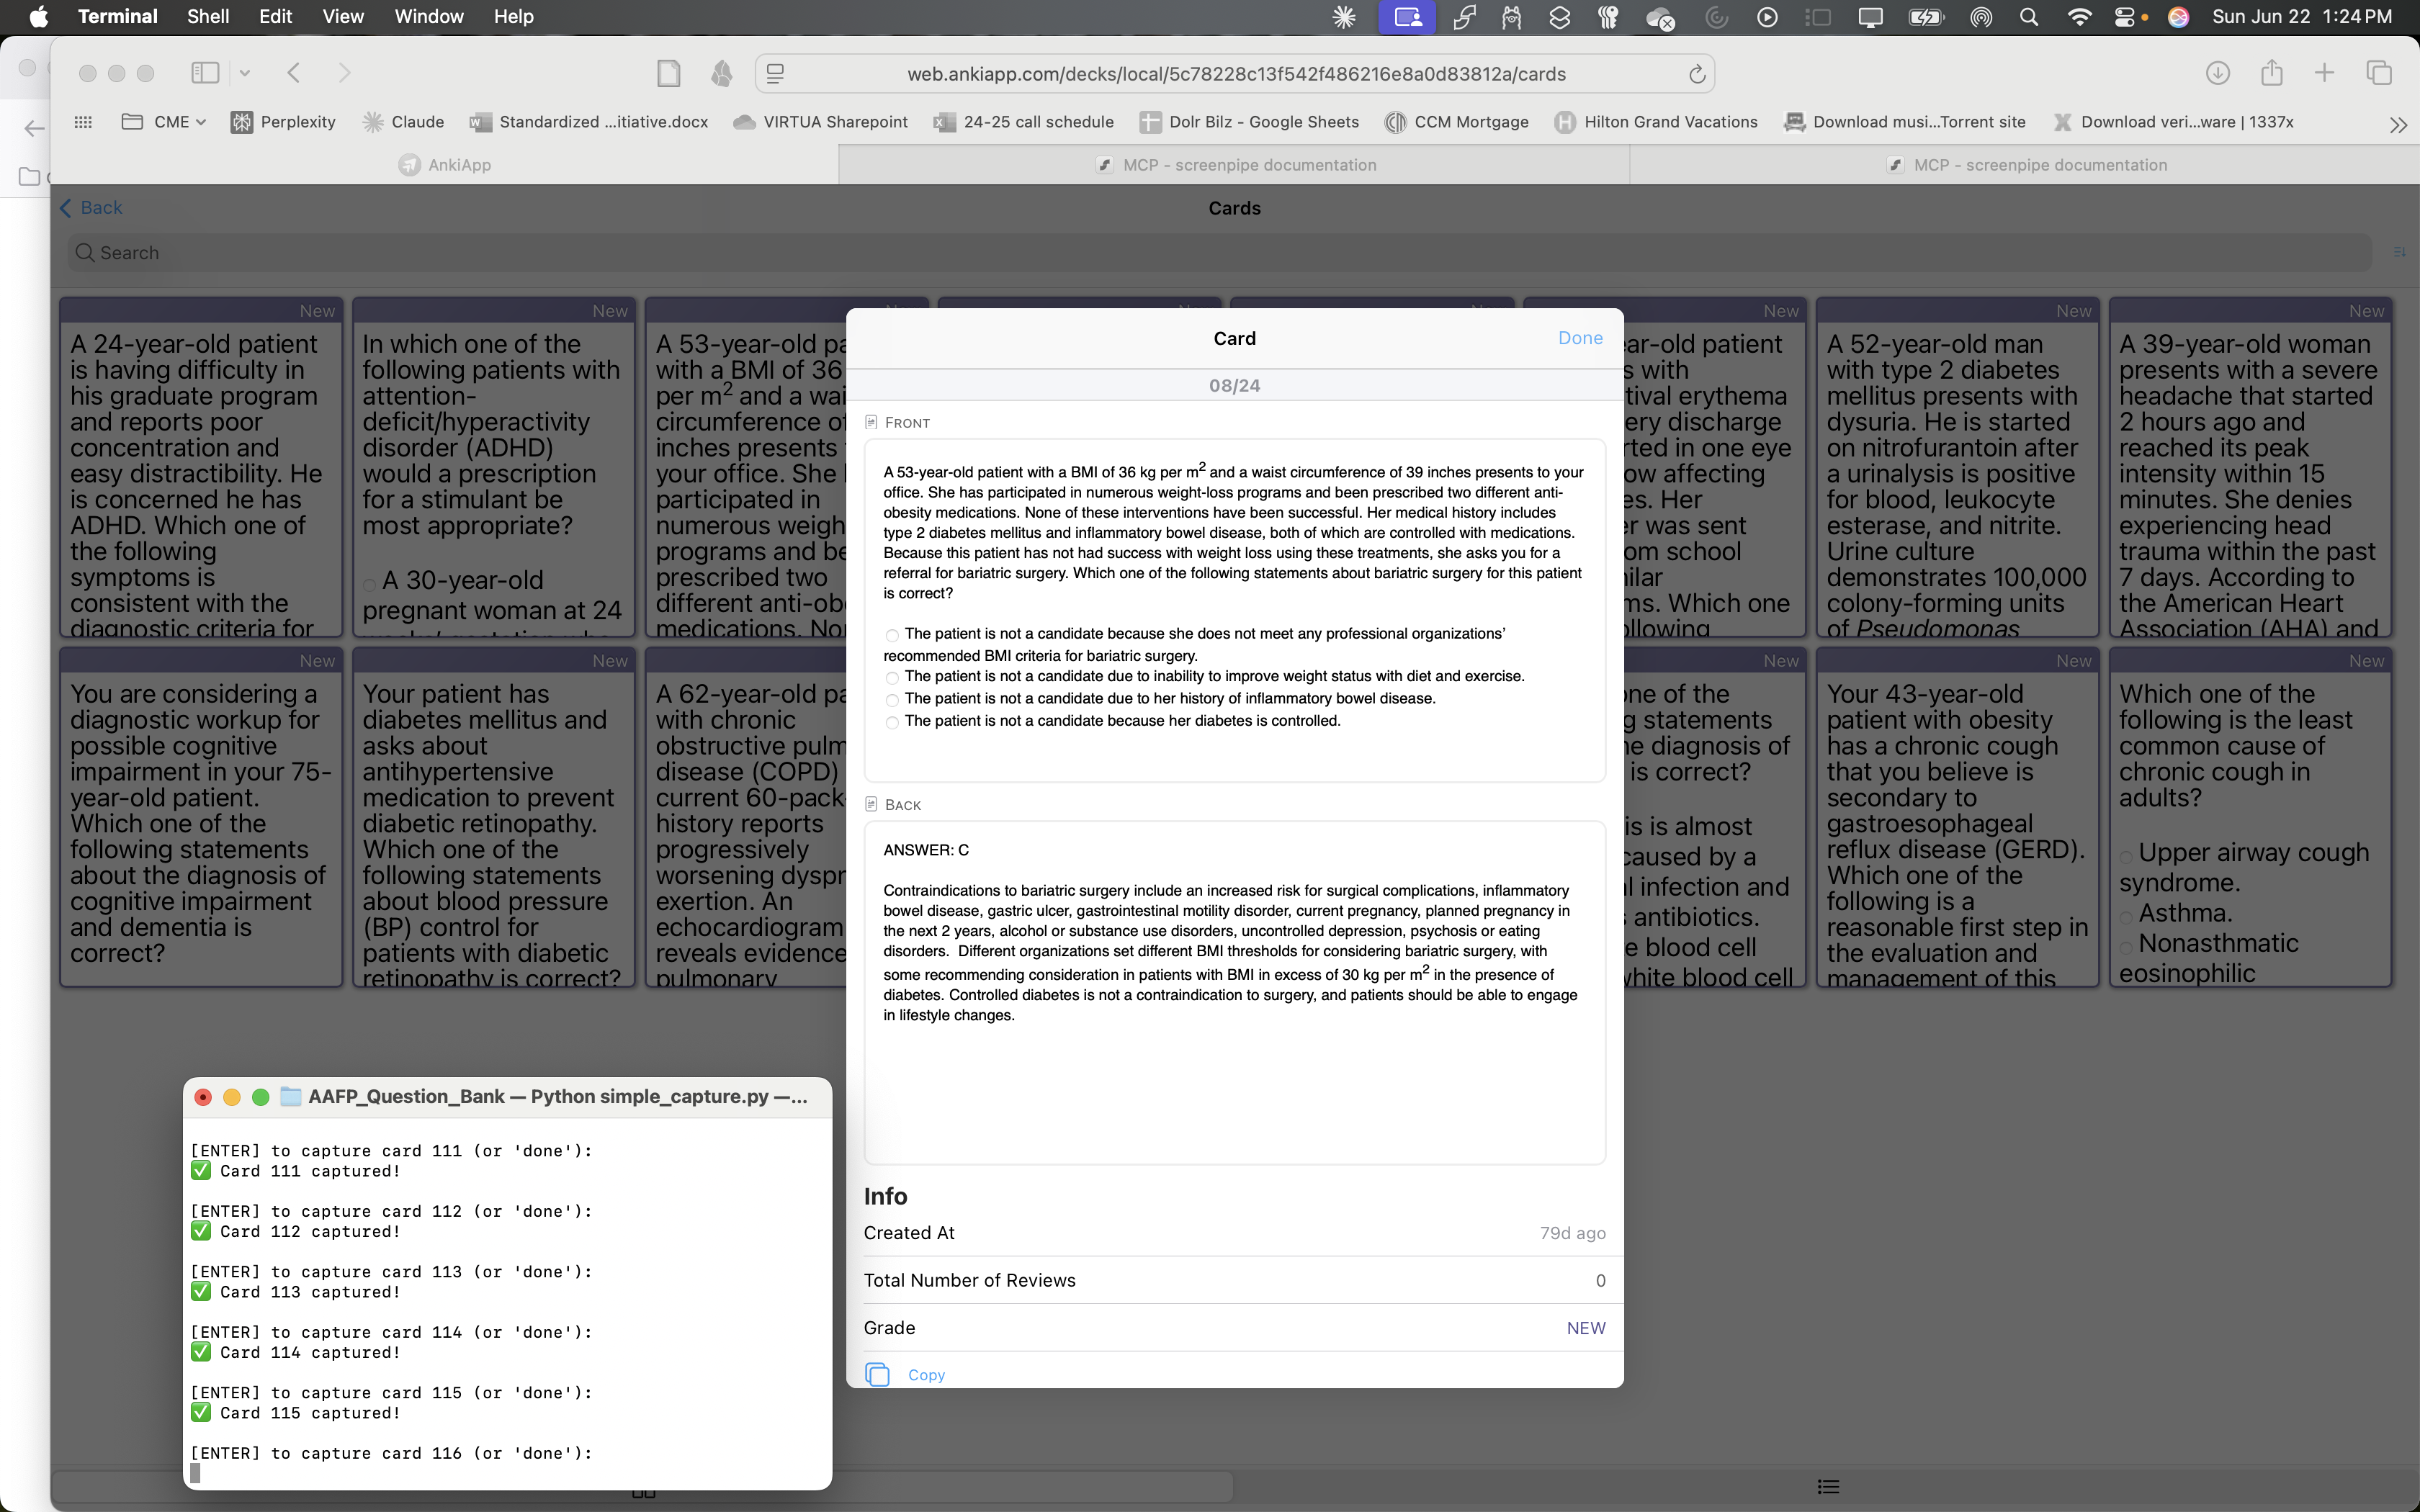 Terminal Shell Edit View Window Help
Sun Jun 22 1:24 PM
web.ankiapp.com/decks/local/5c78228c13f542f486216e8a0d83812a/cards
CME Perplexity Claude Standardized ...itiative.docx VIRTUA Sharepoint 24-25 call schedule Dolr Bilz - Google Sheets CCM Mortgage Hilton Grand Vacations Download musi...Torrent site Download veri...ware | 1337x
AnkiApp
MCP - screenpipe documentation
MCP - screenpipe documentation
Back
Cards
Search
New
A 24-year-old patient
is having difficulty in
his graduate program
and reports poor
concentration and
easy distractibility. He
is concerned he has
ADHD. Which one of
the following
symptoms is
consistent with the
diagnostic criteria for
New
In which one of the
following patients with
attention-
deficit/hyperactivity
disorder (ADHD)
would a prescription
for a stimulant be
most appropriate?
A 30-year-old
pregnant woman at 24
A 53-year-old pa
with a BMI of 36
per m² and a wai
circumference of
inches presents
your office. She
participated in
numerous weigh
programs and be
prescribed two
different anti-ob
medications. No
New
ar-old patient
s with
tival erythema
ery discharge
rted in one eye
ow affecting
es. Her
r was sent
om school
nilar
ms. Which one
llowing
New
A 52-year-old man
with type 2 diabetes
mellitus presents with
dysuria. He is started
on nitrofurantoin after
a urinalysis is positive
for blood, leukocyte
esterase, and nitrite.
Urine culture
demonstrates 100,000
colony-forming units
of Pseudomonas
New
A 39-year-old woman
presents with a severe
headache that started
2 hours ago and
reached its peak
intensity within 15
minutes. She denies
experiencing head
trauma within the past
7 days. According to
the American Heart
Association (AHA) and
New
You are considering a
diagnostic workup for
possible cognitive
impairment in your 75-
year-old patient.
Which one of the
following statements
about the diagnosis of
cognitive impairment
and dementia is
correct?
New
Your patient has
diabetes mellitus and
asks about
antihypertensive
medication to prevent
diabetic retinopathy.
Which one of the
following statements
about blood pressure
(BP) control for
patients with diabetic
retinopathy is correct?
A 62-year-old pa
with chronic
obstructive pulm
disease (COPD)
current 60-pack-
history reports
progressively
worsening dyspr
exertion. An
echocardiogram
reveals evidence
pulmonary
New
ne of the
g statements
ne diagnosis of
is correct?
is is almost
caused by a
l infection and
antibiotics.
e blood cell
white blood cell
New
Your 43-year-old
patient with obesity
has a chronic cough
that you believe is
secondary to
gastroesophageal
reflux disease (GERD).
Which one of the
following is a
reasonable first step in
the evaluation and
management of this
New
Which one of the
following is the least
common cause of
chronic cough in
adults?
Upper airway cough
syndrome.
Asthma.
Nonasthmatic
eosinophilic
Card
Done
08/24
FRONT
A 53-year-old patient with a BMI of 36 kg per m² and a waist circumference of 39 inches presents to your
office. She has participated in numerous weight-loss programs and been prescribed two different anti-
obesity medications. None of these interventions have been successful. Her medical history includes
type 2 diabetes mellitus and inflammatory bowel disease, both of which are controlled with medications.
Because this patient has not had success with weight loss using these treatments, she asks you for a
referral for bariatric surgery. Which one of the following statements about bariatric surgery for this patient
is correct?
The patient is not a candidate because she does not meet any professional organizations’
recommended BMI criteria for bariatric surgery.
The patient is not a candidate due to inability to improve weight status with diet and exercise.
The patient is not a candidate due to her history of inflammatory bowel disease.
The patient is not a candidate because her diabetes is controlled.
BACK
ANSWER: C
Contraindications to bariatric surgery include an increased risk for surgical complications, inflammatory
bowel disease, gastric ulcer, gastrointestinal motility disorder, current pregnancy, planned pregnancy in
the next 2 years, alcohol or substance use disorders, uncontrolled depression, psychosis or eating
disorders.  Different organizations set different BMI thresholds for considering bariatric surgery, with
some recommending consideration in patients with BMI in excess of 30 kg per m² in the presence of
diabetes. Controlled diabetes is not a contraindication to surgery, and patients should be able to engage
in lifestyle changes.
Info
Created At 79d ago
Total Number of Reviews 0
Grade NEW
Copy
AAFP_Question_Bank — Python simple_capture.py —...
[ENTER] to capture card 111 (or 'done'):
✅ Card 111 captured!
[ENTER] to capture card 112 (or 'done'):
✅ Card 112 captured!
[ENTER] to capture card 113 (or 'done'):
✅ Card 113 captured!
[ENTER] to capture card 114 (or 'done'):
✅ Card 114 captured!
[ENTER] to capture card 115 (or 'done'):
✅ Card 115 captured!
[ENTER] to capture card 116 (or 'done'):